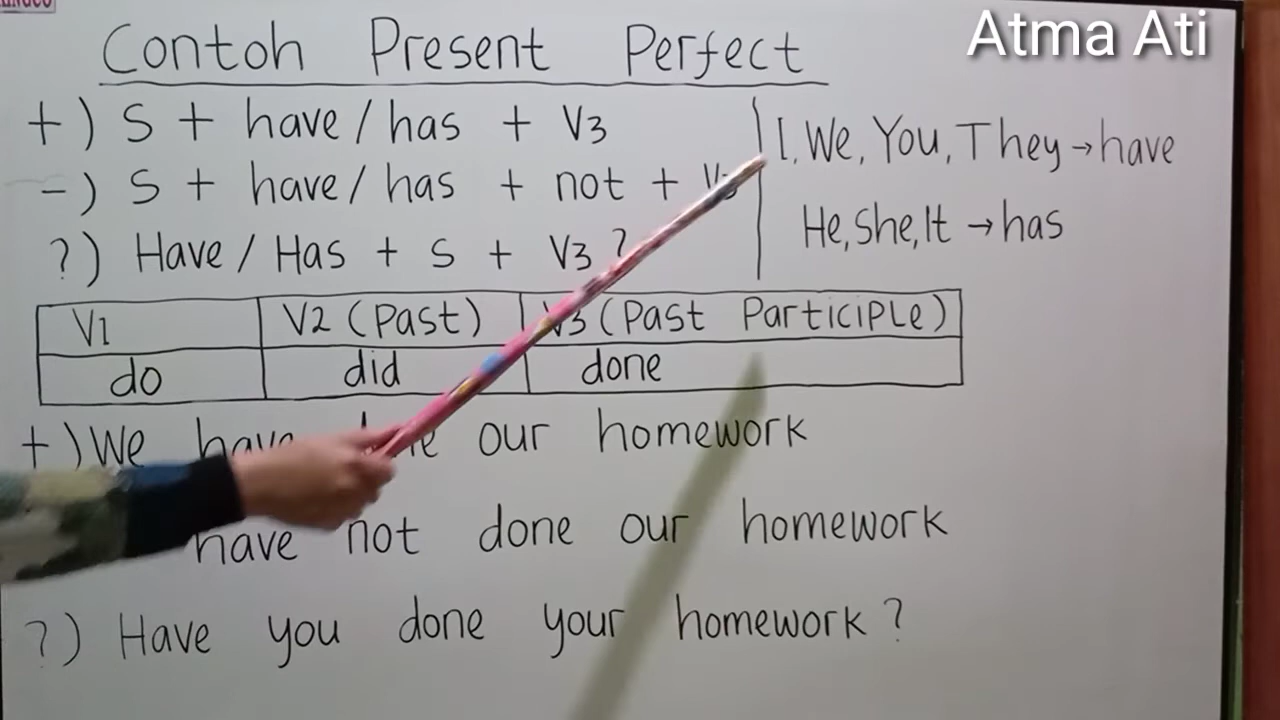 Atma Ati
Contoh Present Perfect
+) S + have / has + V3
-) S + have / has + not +
?) Have / Has + S + V3 ?
I, We, You, They → have
He, She, It → has
V1 V2 (Past) V3 (Past Participle)
do did done
+) We have our homework
have not done our homework
?) Have you done your homework ?